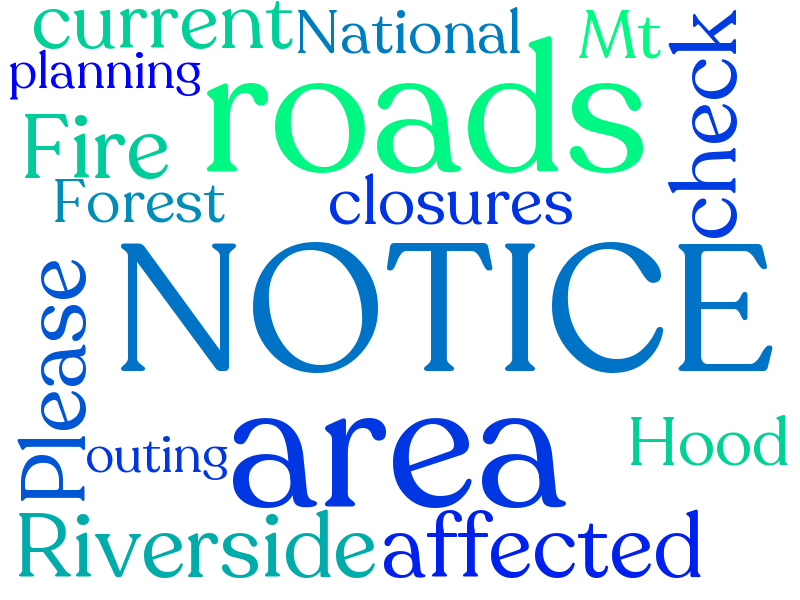 current
National
Mt
check
planning
roads
Fire
Forest
closures
NOTICE
Please
area
outing
Hood
Riverside
affected